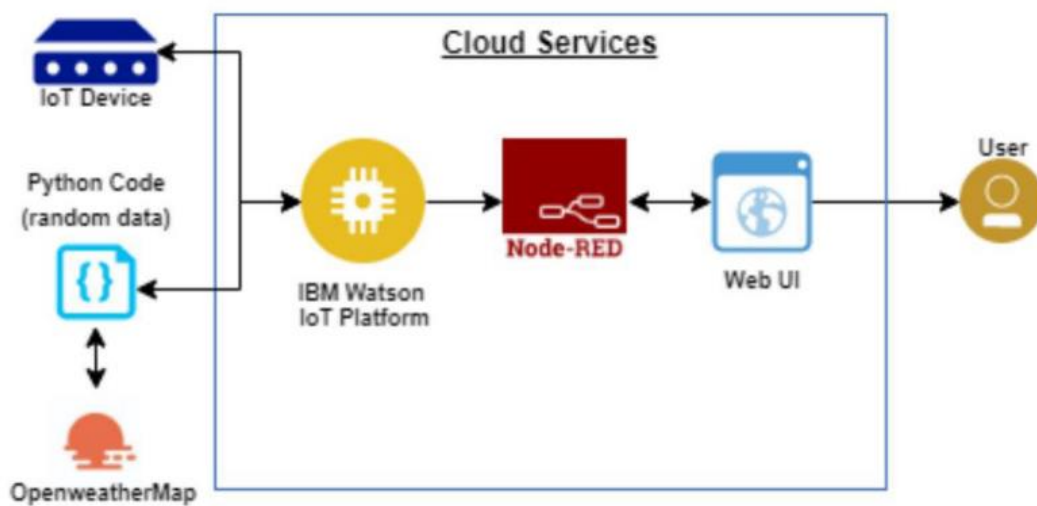 Cloud Services
IoT Device
Python Code
(random data)
{}
OpenweatherMap
IBM Watson
IoT Platform
Node-RED
Web UI
User